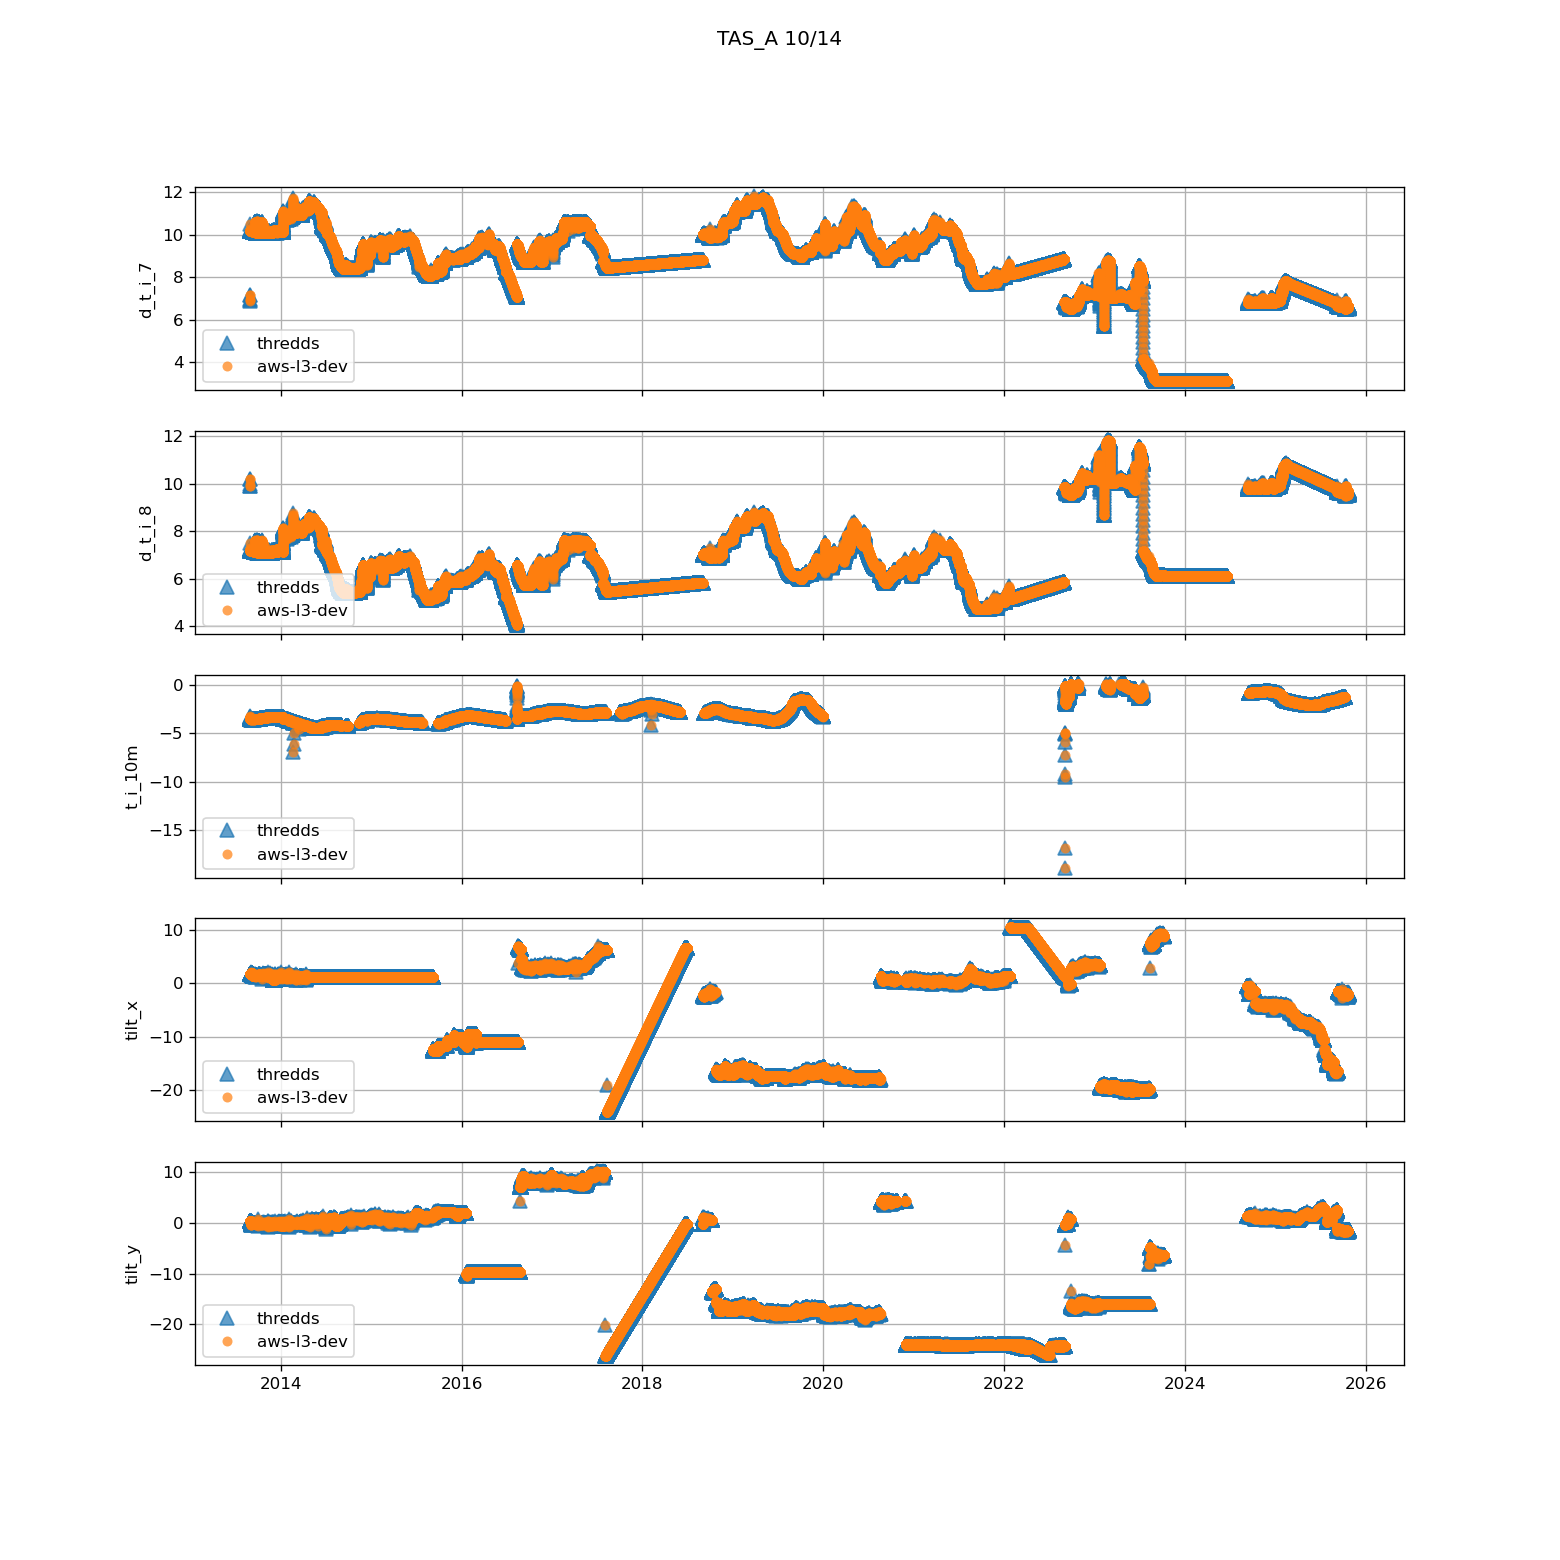 TAS_A 10/14
12
10
8
6
4
d_t_i_7
thredds
aws-l3-dev
12
10
8
6
4
d_t_i_8
thredds
aws-l3-dev
0
−5
−10
−15
t_i_10m
thredds
aws-l3-dev
10
0
−10
−20
tilt_x
thredds
aws-l3-dev
10
0
−10
−20
tilt_y
thredds
aws-l3-dev
2014 2016 2018 2020 2022 2024 2026